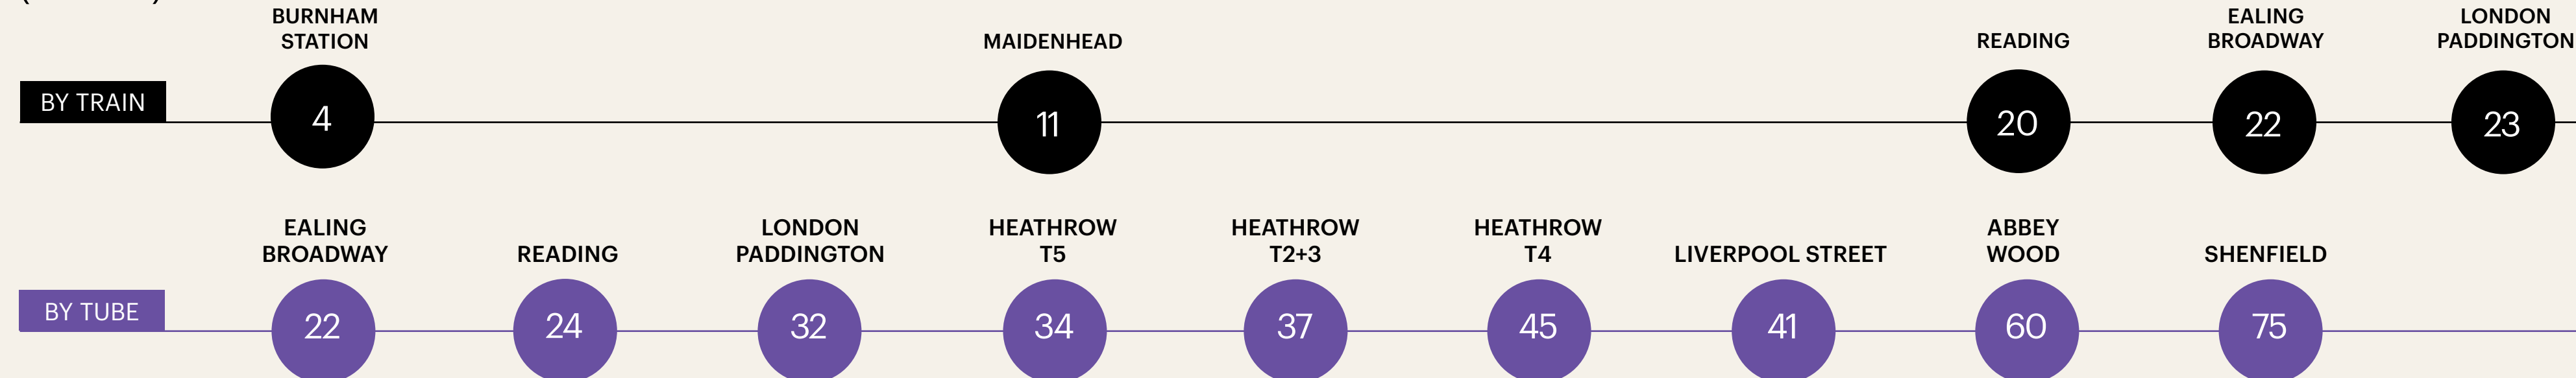 BURNHAM
STATION
MAIDENHEAD
READING
EALING
BROADWAY
LONDON
PADDINGTON
BY TRAIN
4
11
20
22
23
EALING
BROADWAY
READING
LONDON
PADDINGTON
HEATHROW
T5
HEATHROW
T2+3
HEATHROW
T4
LIVERPOOL STREET
ABBEY
WOOD
SHENFIELD
BY TUBE
22
24
32
34
37
45
41
60
75